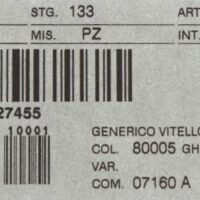 STG. 133 ART
MIS. PZ INT.
27455
10001
GENERICO VITELLO
COL. 80005 GH
VAR.
COM. 07160 A